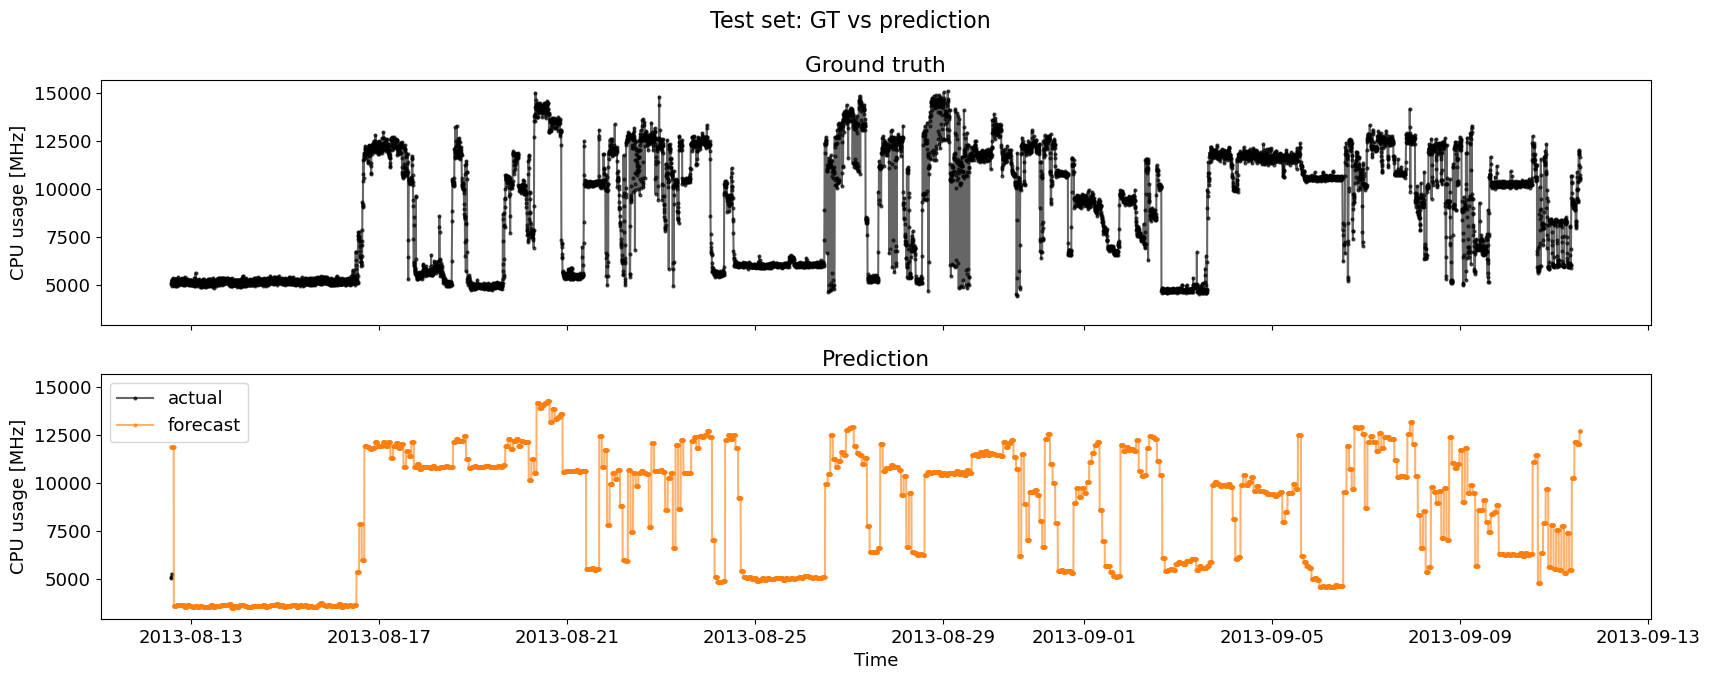 Test set: GT vs prediction
Ground truth
15000
12500
10000
7500
5000
CPU usage [MHz]
Prediction
15000
12500
10000
7500
5000
CPU usage [MHz]
actual
forecast
2013-08-13 2013-08-17 2013-08-21 2013-08-25 2013-08-29 2013-09-01 2013-09-05 2013-09-09 2013-09-13
Time